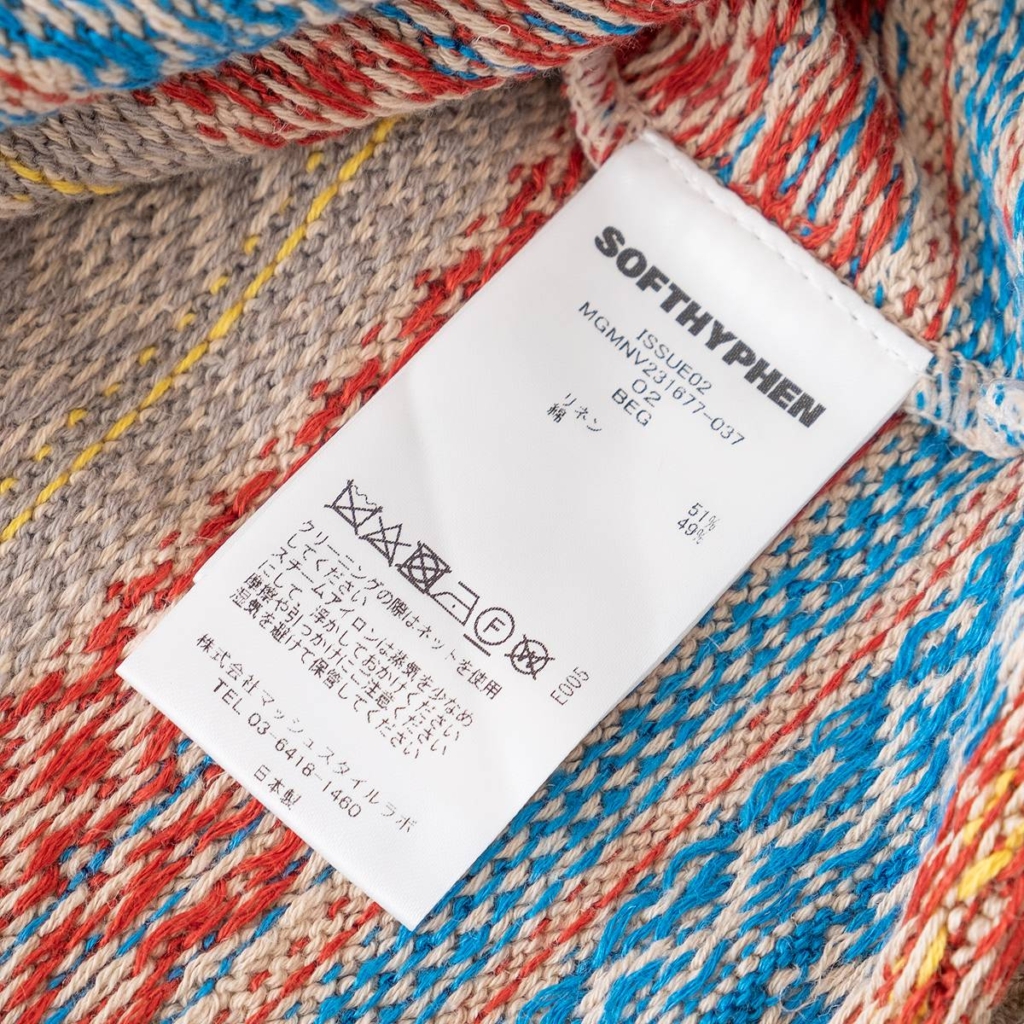 SOFTHYPHEN
ISSUE02
MGMNV231677-037
02
BEG
リネン 51%
綿 49%
F
W
クリーニングの際はネットを使用
してください
スチームアイロンは蒸気を少なめ
にして、浮かしておかけください
摩擦や引っかけにご注意ください
湿気を避けて保管してください
E005
株式会社マッシュスタイルラボ
TEL 03-6418-1460
日本製